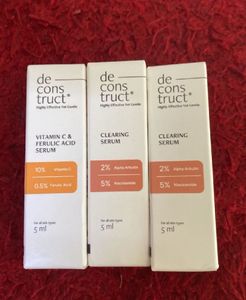 de
cons
truct®
Highly Effective Yet Gentle
VITAMIN C &
FERULIC ACID
SERUM
10% Vitamin C
0.5% Ferulic Acid
For all skin types
5 ml
de
cons
truct®
Highly Effective Yet Gentle
CLEARING
SERUM
2% Alpha Arbutin
5% Niacinamide
For all skin types
5 ml
de
cons
truct®
Highly Effective Yet Gentle
CLEARING
SERUM
2% Alpha Arbutin
5% Niacinamide
For all skin types
5 ml